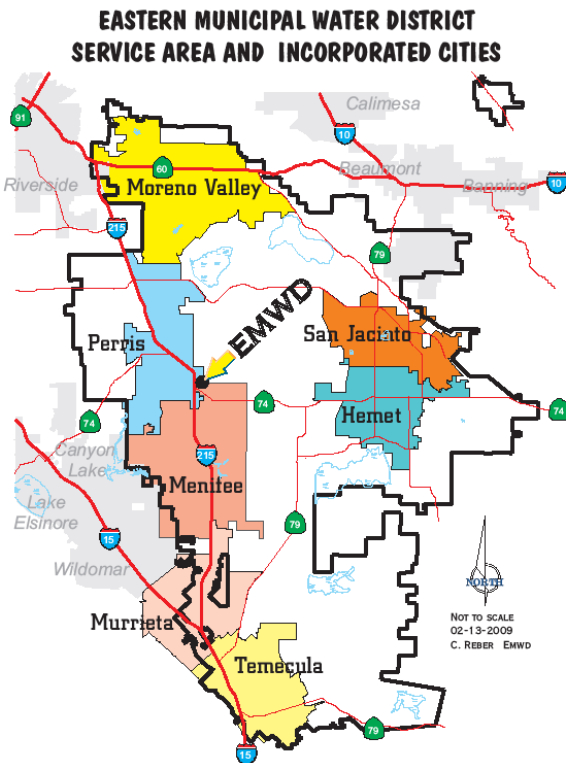 EASTERN MUNICIPAL WATER DISTRICT
SERVICE AREA AND INCORPORATED CITIES
91
Calimesa
10
60
Beaumont
Banning
10
Riverside
Moreno Valley
215
79
EMWD
Perris
San Jacinto
74
74
74
Hemet
Canyon
Lake
215
Menifee
Lake
Elsinore
15
79
Wildomar
NORTH
Murrieta
NOT TO SCALE
02-13-2009
C. REBER EMWD
Temecula
79
15